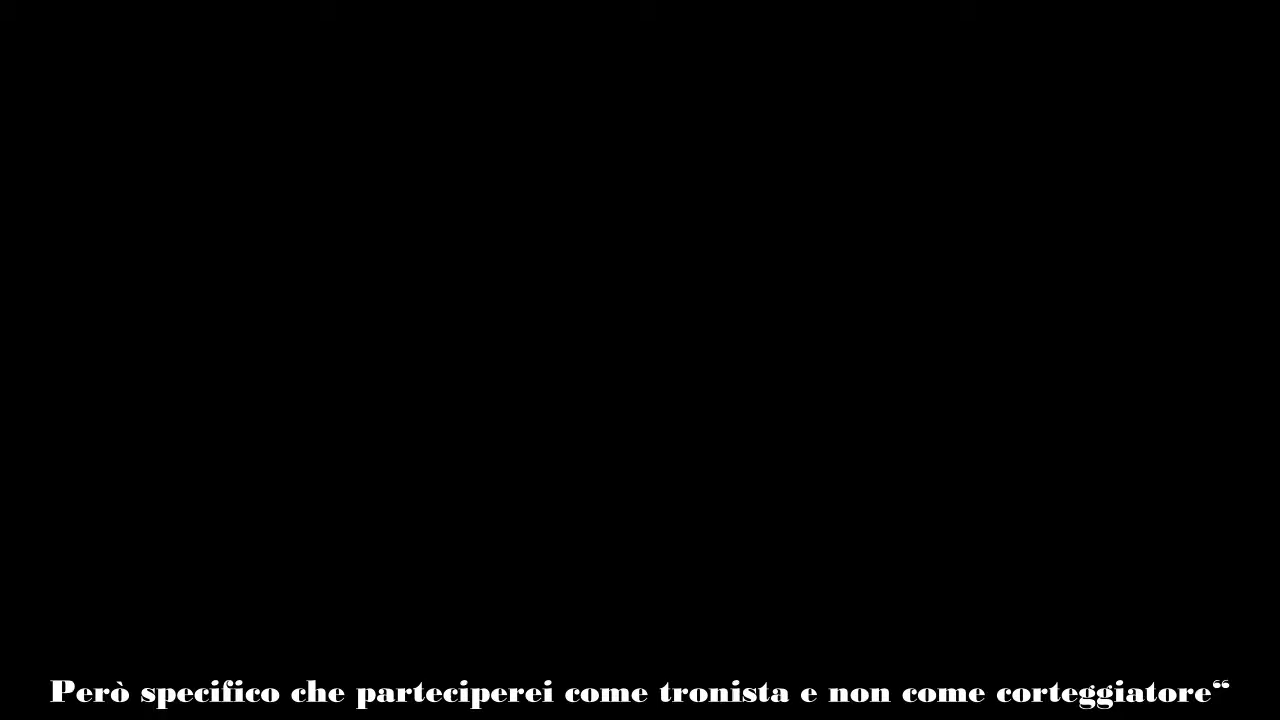 Però specifico che parteciperei come tronista e non come corteggiatore“